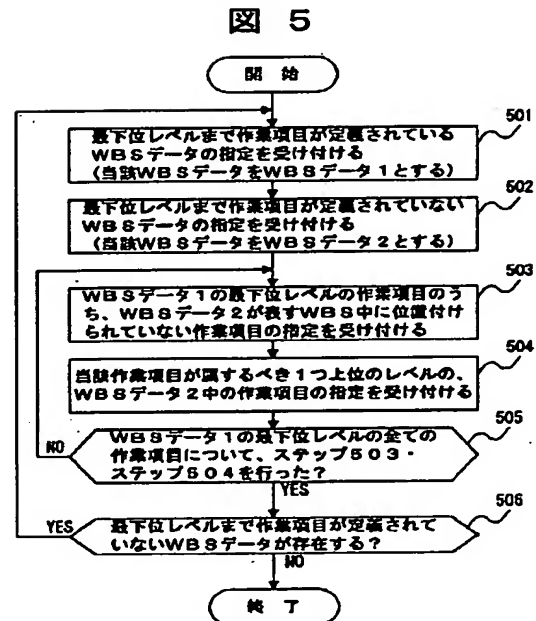 図 5
開 始
501
最下位レベルまで作業項目が定義されている
WBSデータの指定を受け付ける
(当該WBSデータをWBSデータ1とする)
502
最下位レベルまで作業項目が定義されていない
WBSデータの指定を受け付ける
(当該WBSデータをWBSデータ2とする)
503
WBSデータ1の最下位レベルの作業項目のう
ち、WBSデータ2が表すWBS中に位置付け
られていない作業項目の指定を受け付ける
504
当該作業項目が属するべき1つ上位のレベルの、
WBSデータ2中の作業項目の指定を受け付ける
505
WBSデータ1の最下位レベルの全ての
作業項目について、ステップ503・
ステップ504を行った?
NO
YES
506
最下位レベルまで作業項目が定義されて
いないWBSデータが存在する?
YES
NO
終 了